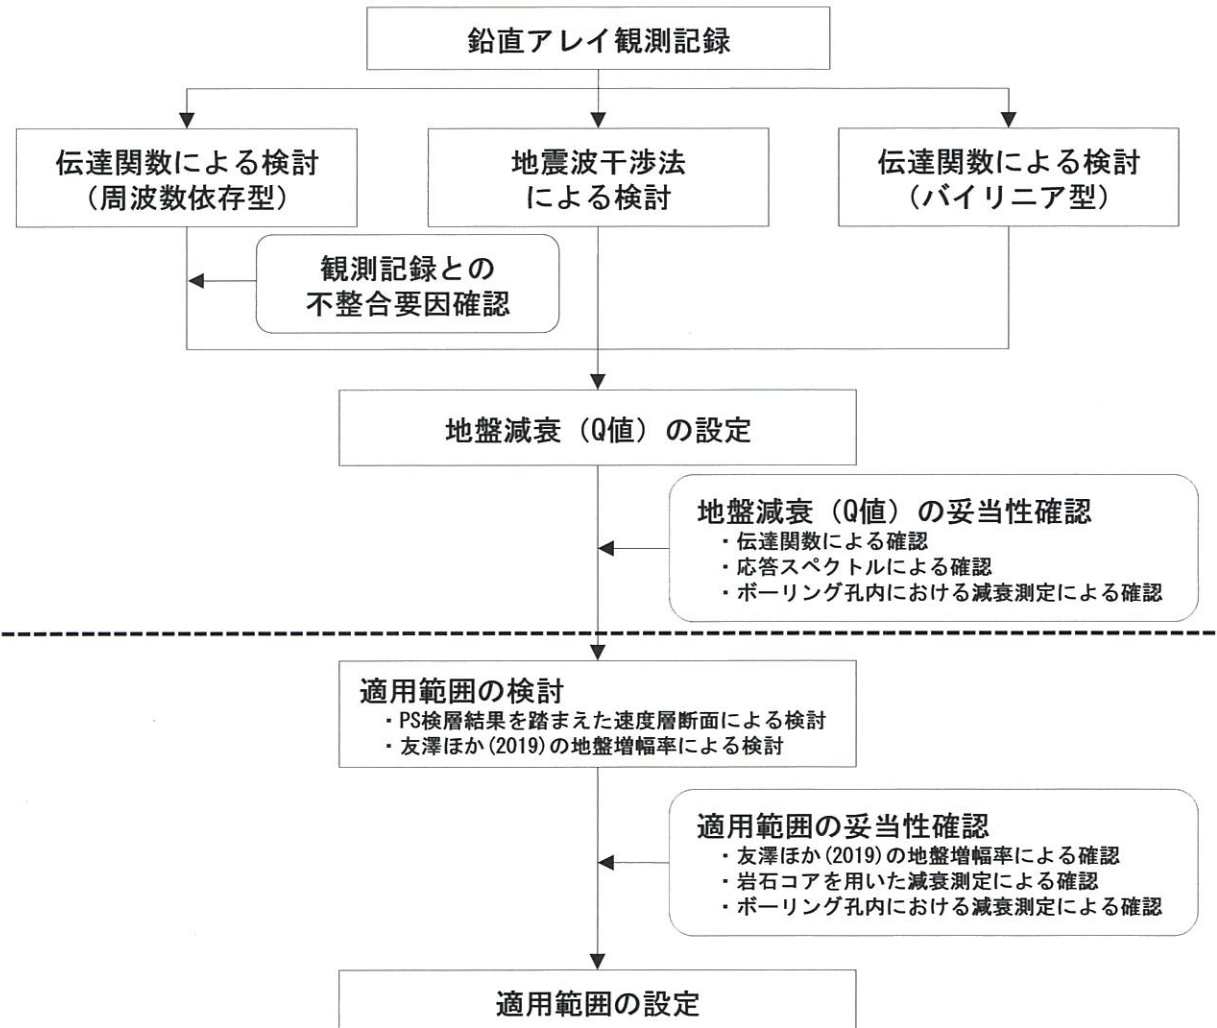 鉛直アレイ観測記録
伝達関数による検討
(周波数依存型)
地震波干渉法
による検討
伝達関数による検討
(バイリニア型)
観測記録との
不整合要因確認
地盤減衰(Q値)の設定
地盤減衰(Q値)の妥当性確認
・伝達関数による確認
・応答スペクトルによる確認
・ボーリング孔内における減衰測定による確認
適用範囲の検討
・PS検層結果を踏まえた速度層断面による検討
・友澤ほか(2019)の地盤増幅率による検討
適用範囲の妥当性確認
・友澤ほか(2019)の地盤増幅率による確認
・岩石コアを用いた減衰測定による確認
・ボーリング孔内における減衰測定による確認
適用範囲の設定